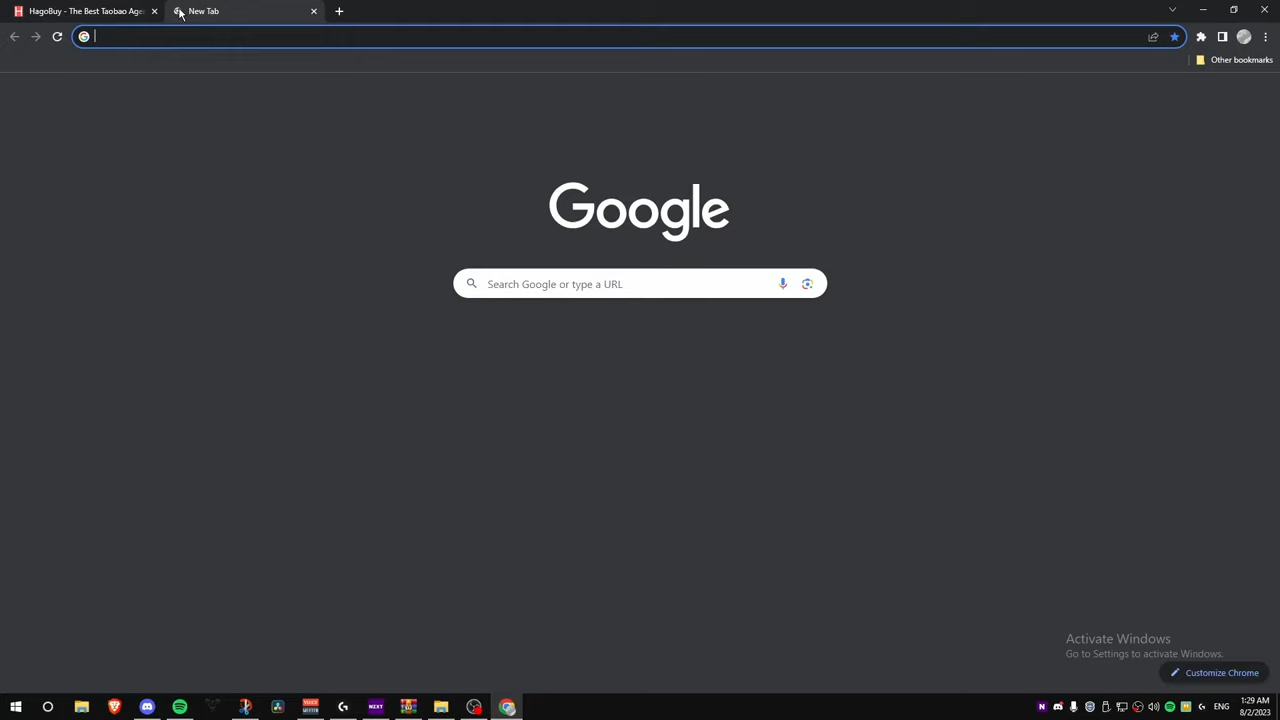 HagoBuy - The Best Taobao Age
New Tab
Other bookmarks
Google
Search Google or type a URL
Activate Windows
Go to Settings to activate Windows.
Customize Chrome
NEXT
ENG
1:29 AM
8/2/2023